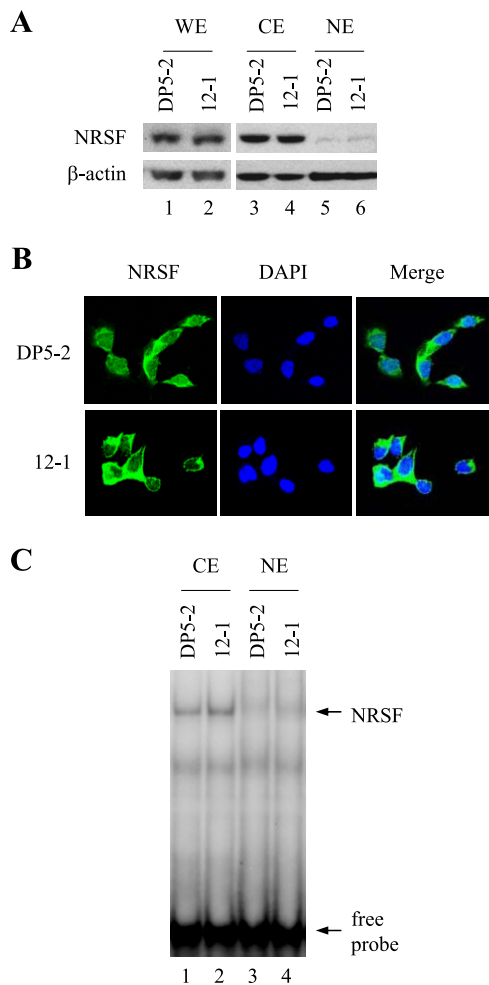 A
WE CE NE
DP5-2 12-1 DP5-2 12-1 DP5-2 12-1
NRSF
β-actin
1 2 3 4 5 6
B
NRSF DAPI Merge
DP5-2
12-1
C
CE NE
DP5-2 12-1 DP5-2 12-1
NRSF
free
probe
1 2 3 4